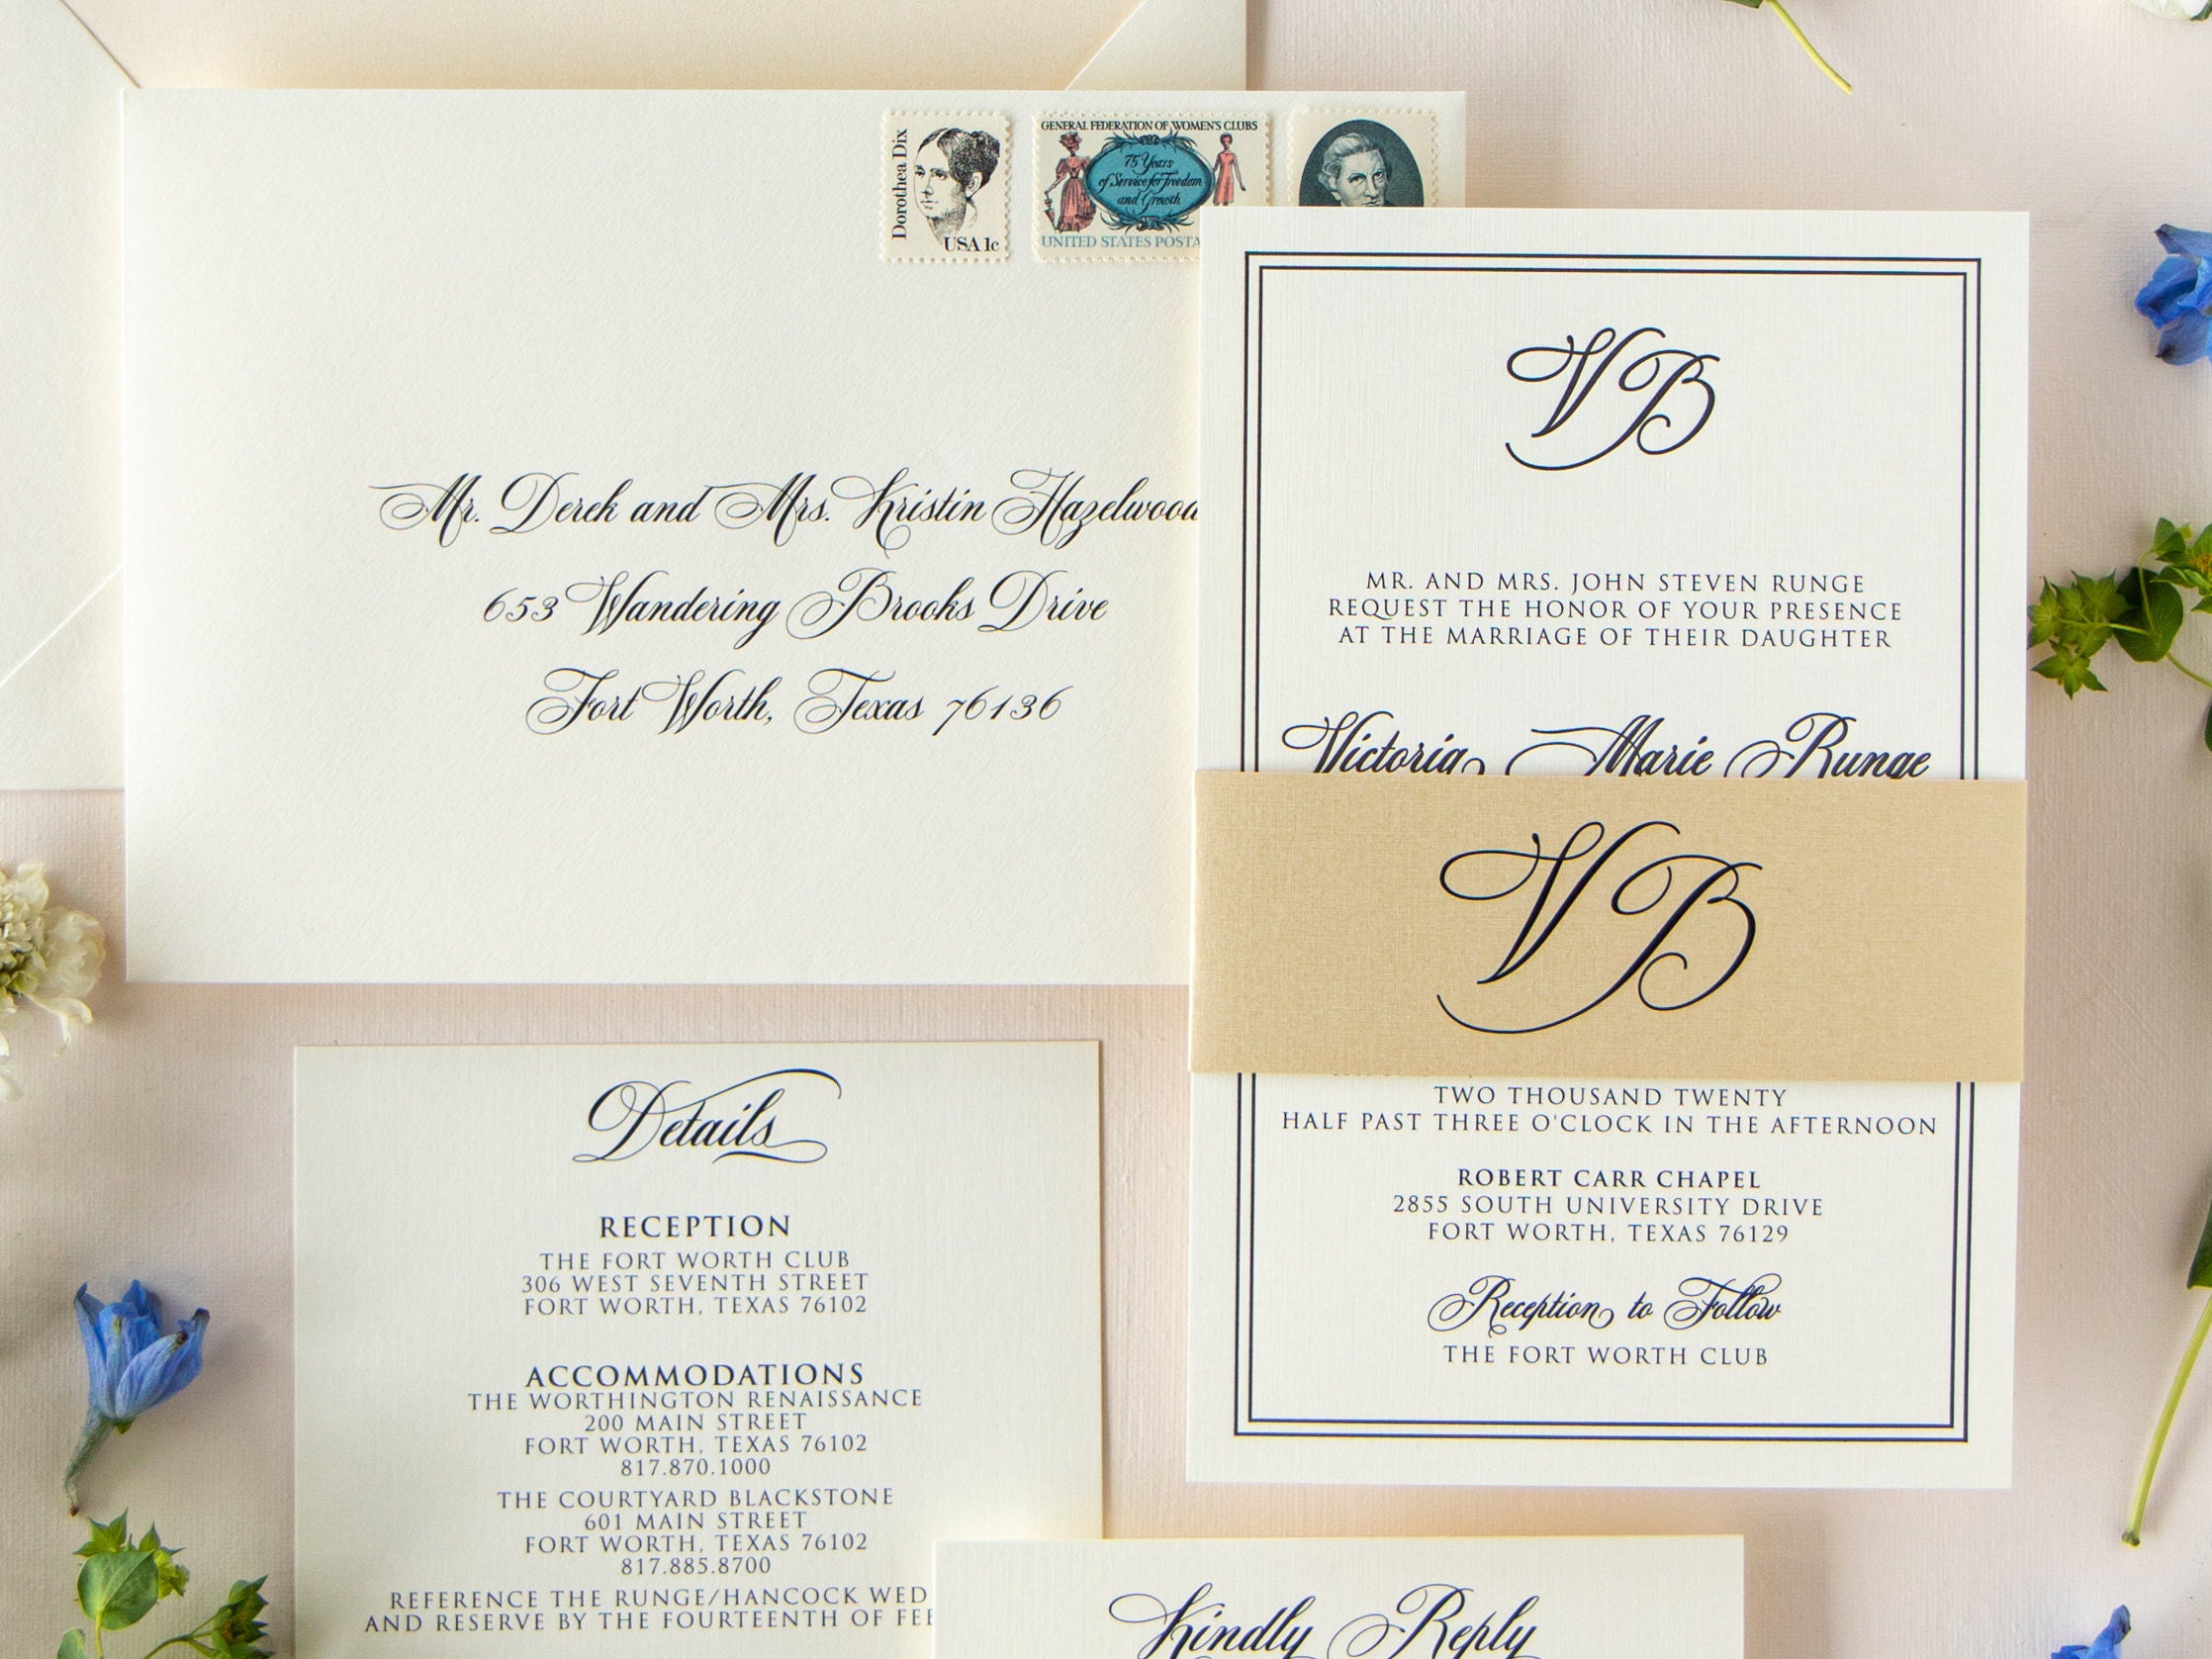 Dorothea Dix
USA 1c
GENERAL FEDERATION OF WOMEN'S CLUBS
75 Years
of Service for Freedom
and Growth
UNITED STATES POSTA
Mr. Derek and Mrs. Kristin Hazelwood
653 Wandering Brooks Drive
Fort Worth, Texas 76136
VB
MR. AND MRS. JOHN STEVEN RUNGE
REQUEST THE HONOR OF YOUR PRESENCE
AT THE MARRIAGE OF THEIR DAUGHTER
Victoria Marie Runge
VB
TWO THOUSAND TWENTY
HALF PAST THREE O'CLOCK IN THE AFTERNOON
ROBERT CARR CHAPEL
2855 SOUTH UNIVERSITY DRIVE
FORT WORTH, TEXAS 76129
Reception to Follow
THE FORT WORTH CLUB
Details
RECEPTION
THE FORT WORTH CLUB
306 WEST SEVENTH STREET
FORT WORTH, TEXAS 76102
ACCOMMODATIONS
THE WORTHINGTON RENAISSANCE
200 MAIN STREET
FORT WORTH, TEXAS 76102
817.870.1000
THE COURTYARD BLACKSTONE
601 MAIN STREET
FORT WORTH, TEXAS 76102
817.885.8700
REFERENCE THE RUNGE/HANCOCK WED
AND RESERVE BY THE FOURTEENTH OF FE
Kindly Reply